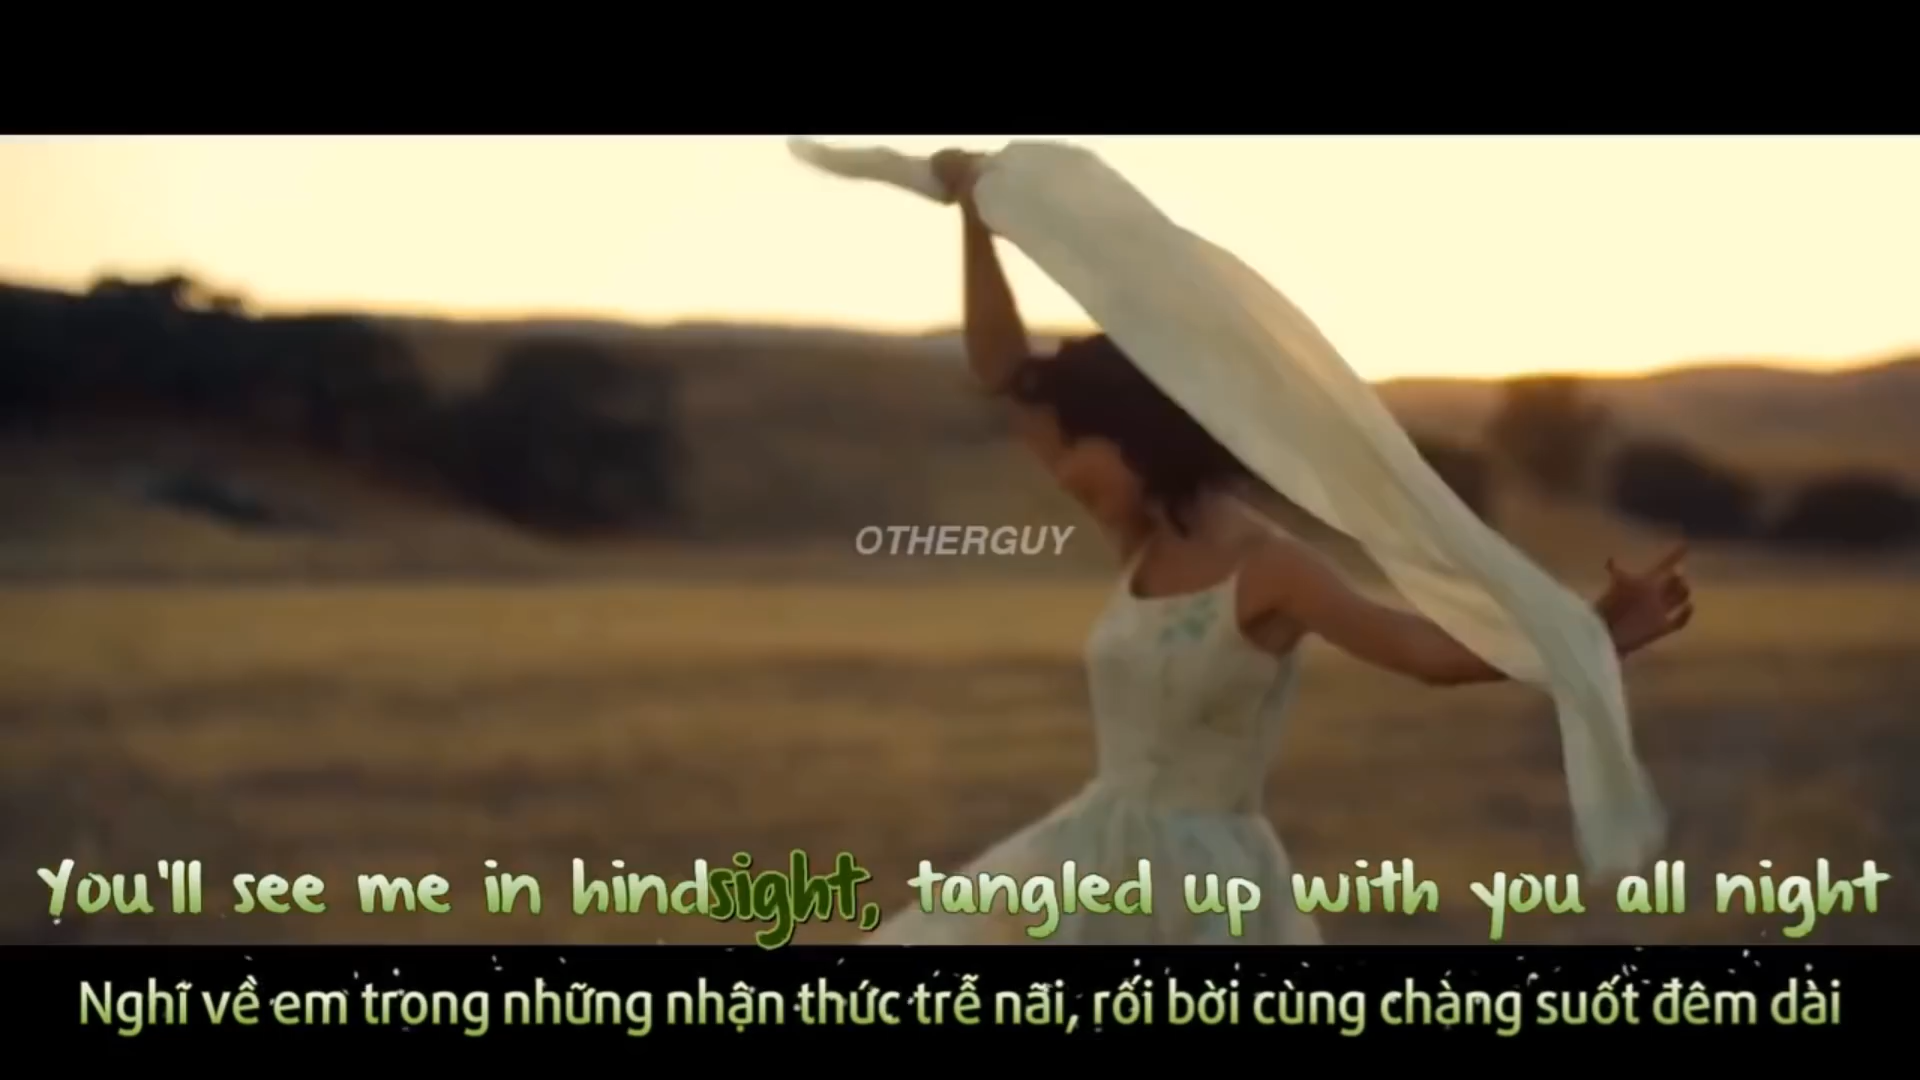 OTHERGUY
You'll see me in hindsight, tangled up with you all night
Nghĩ về em trong những nhận thức trễ nãi, rối bời cùng chàng suốt đêm dài